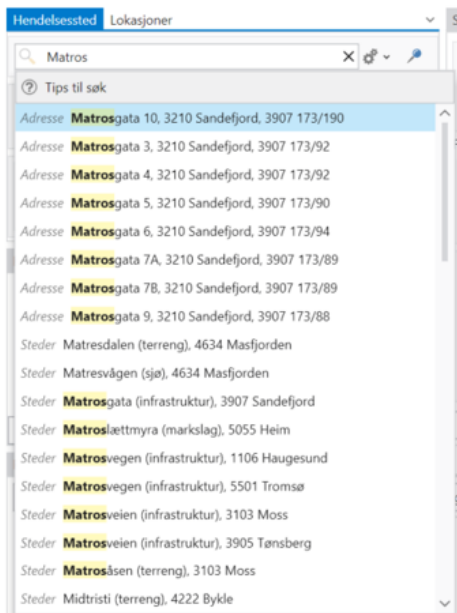 Hendelsessted Lokasjoner
Matros
Tips til søk
Adresse Matrosgata 10, 3210 Sandefjord, 3907 173/190
Adresse Matrosgata 3, 3210 Sandefjord, 3907 173/92
Adresse Matrosgata 4, 3210 Sandefjord, 3907 173/92
Adresse Matrosgata 5, 3210 Sandefjord, 3907 173/90
Adresse Matrosgata 6, 3210 Sandefjord, 3907 173/94
Adresse Matrosgata 7A, 3210 Sandefjord, 3907 173/89
Adresse Matrosgata 7B, 3210 Sandefjord, 3907 173/89
Adresse Matrosgata 9, 3210 Sandefjord, 3907 173/88
Steder Matresdalen (terreng), 4634 Masfjorden
Steder Matresvågen (sjø), 4634 Masfjorden
Steder Matrosgata (infrastruktur), 3907 Sandefjord
Steder Matroslættmyra (markslag), 5055 Heim
Steder Matrosvegen (infrastruktur), 1106 Haugesund
Steder Matrosvegen (infrastruktur), 5501 Tromsø
Steder Matrosveien (infrastruktur), 3103 Moss
Steder Matrosveien (infrastruktur), 3905 Tønsberg
Steder Matrosåsen (terreng), 3103 Moss
Steder Midtristi (terreng), 4222 Bykle